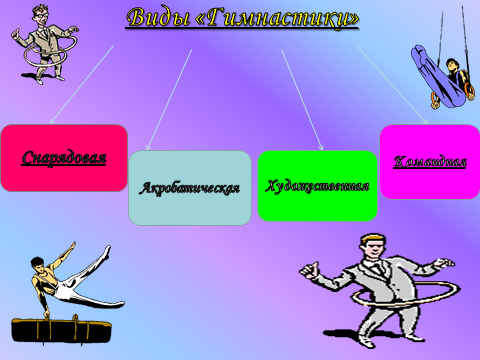 Виды «Гимнастики»
Снарядовая
Акробатическая
Художественная
Командная